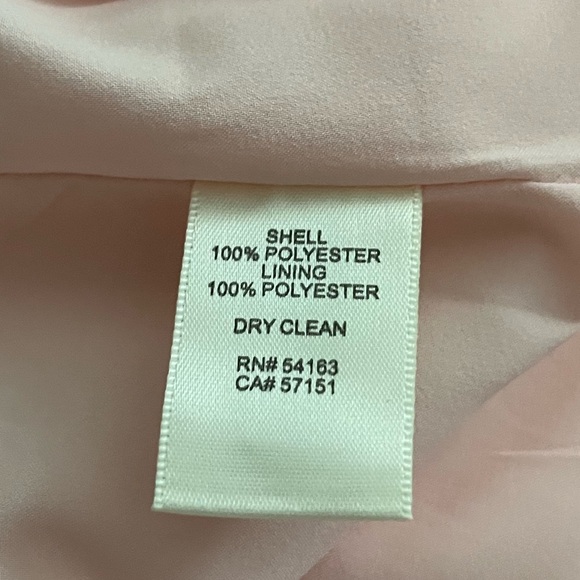 SHELL
100% POLYESTER
LINING
100% POLYESTER
DRY CLEAN
RN# 54163
CA# 57151